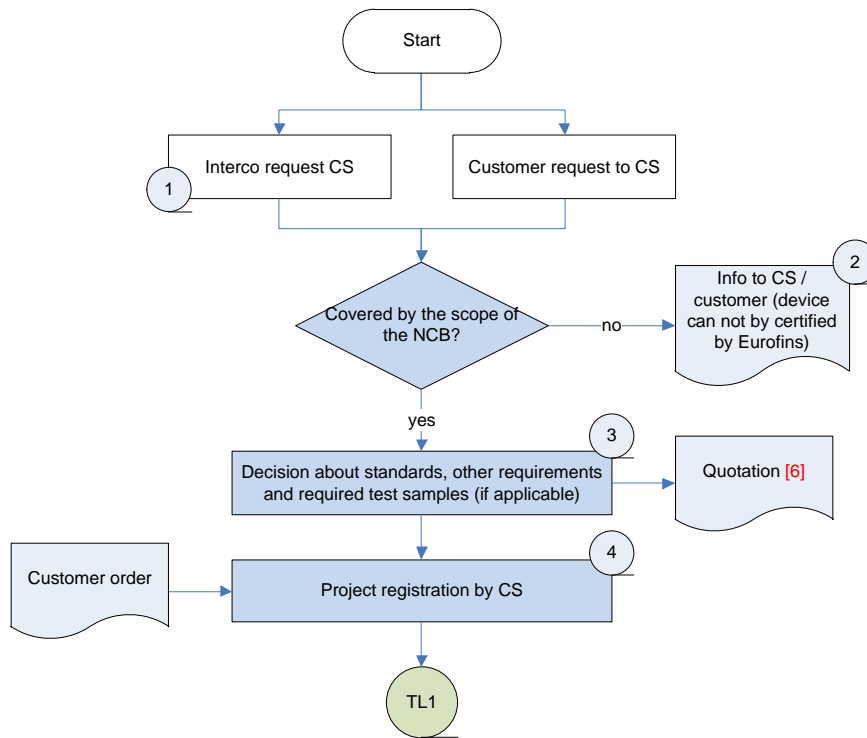 Start
Interco request CS
Customer request to CS
1
2
Info to CS /
customer (device
can not by certified
by Eurofins)
Covered by the scope of
the NCB?
no
yes
3
Decision about standards, other requirements
and required test samples (if applicable)
Quotation [6]
4
Customer order
Project registration by CS
TL1